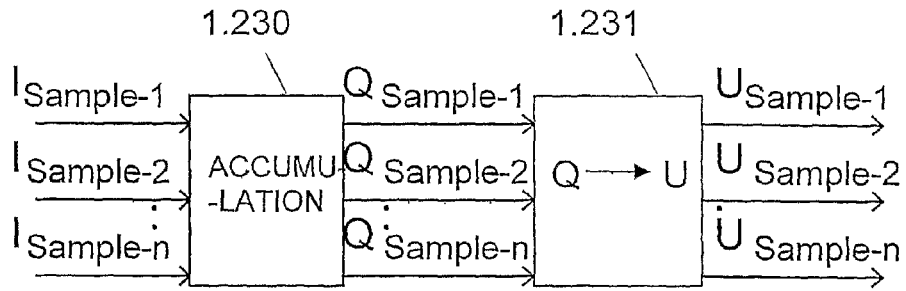 1.230 1.231
I Sample-1 Q Sample-1 U Sample-1
I Sample-2 ACCUMU- Q Sample-2 Q → U U Sample-2
-LATION
I Sample-n Q Sample-n U Sample-n